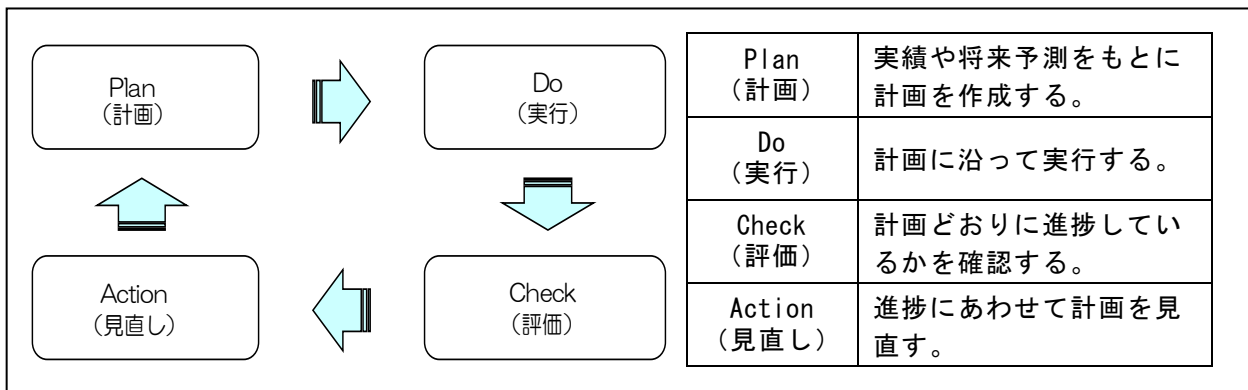 Plan
（計画）
Do
（実行）
Action
（見直し）
Check
（評価）
Plan
（計画）
実績や将来予測をもとに
計画を作成する。
Do
（実行）
計画に沿って実行する。
Check
（評価）
計画どおりに進捗してい
るかを確認する。
Action
（見直し）
進捗にあわせて計画を見
直す。